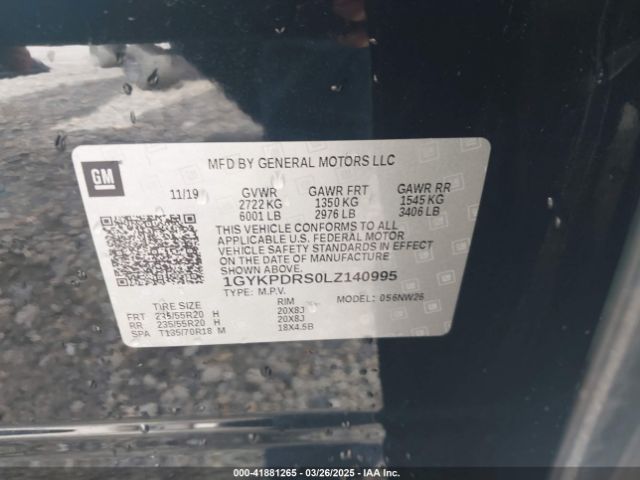 GM
MFD BY GENERAL MOTORS LLC
11/19 GVWR GAWR FRT GAWR RR
2722 KG 1350 KG 1545 KG
6001 LB 2976 LB 3406 LB
THIS VEHICLE CONFORMS TO ALL
APPLICABLE U.S. FEDERAL MOTOR
VEHICLE SAFETY STANDARDS IN EFFECT
ON THE DATE OF MANUFACTURE
SHOWN ABOVE.
1GYKPDRS0LZ140995
TYPE: M.P.V. MODEL: 056NW26
TIRE SIZE RIM
FRT 235/55R20 H 20X8J
RR 235/55R20 H 20X8J
SPA T135/70R18 M 18X4.5B
000-41881265 - 03/26/2025 - IAA Inc.